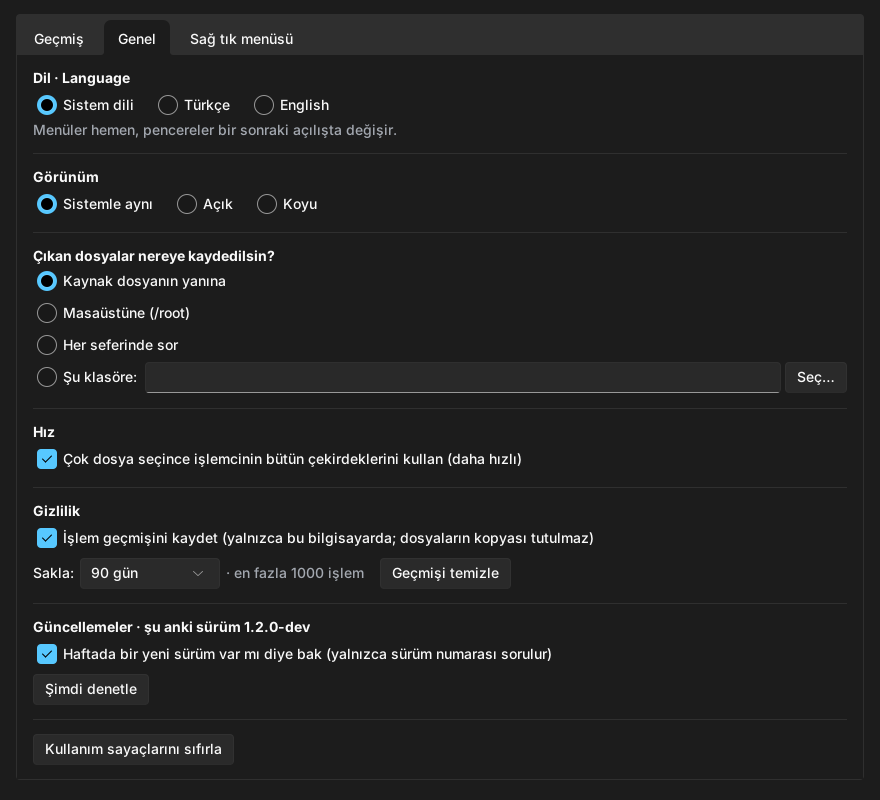 Geçmiş Genel Sağ tık menüsü
Dil · Language
Sistem dili Türkçe English
Menüler hemen, pencereler bir sonraki açılışta değişir.
Görünüm
Sistemle aynı Açık Koyu
Çıkan dosyalar nereye kaydedilsin?
Kaynak dosyanın yanına
Masaüstüne (/root)
Her seferinde sor
Şu klasöre: Seç...
Hız
Çok dosya seçince işlemcinin bütün çekirdeklerini kullan (daha hızlı)
Gizlilik
İşlem geçmişini kaydet (yalnızca bu bilgisayarda; dosyaların kopyası tutulmaz)
Sakla: 90 gün · en fazla 1000 işlem Geçmişi temizle
Güncellemeler · şu anki sürüm 1.2.0-dev
Haftada bir yeni sürüm var mı diye bak (yalnızca sürüm numarası sorulur)
Şimdi denetle
Kullanım sayaçlarını sıfırla